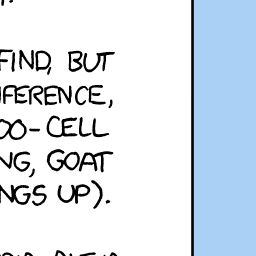 FIND, BUT
FERENCE,
OO-CELL
NG, GOAT
NGS UP).